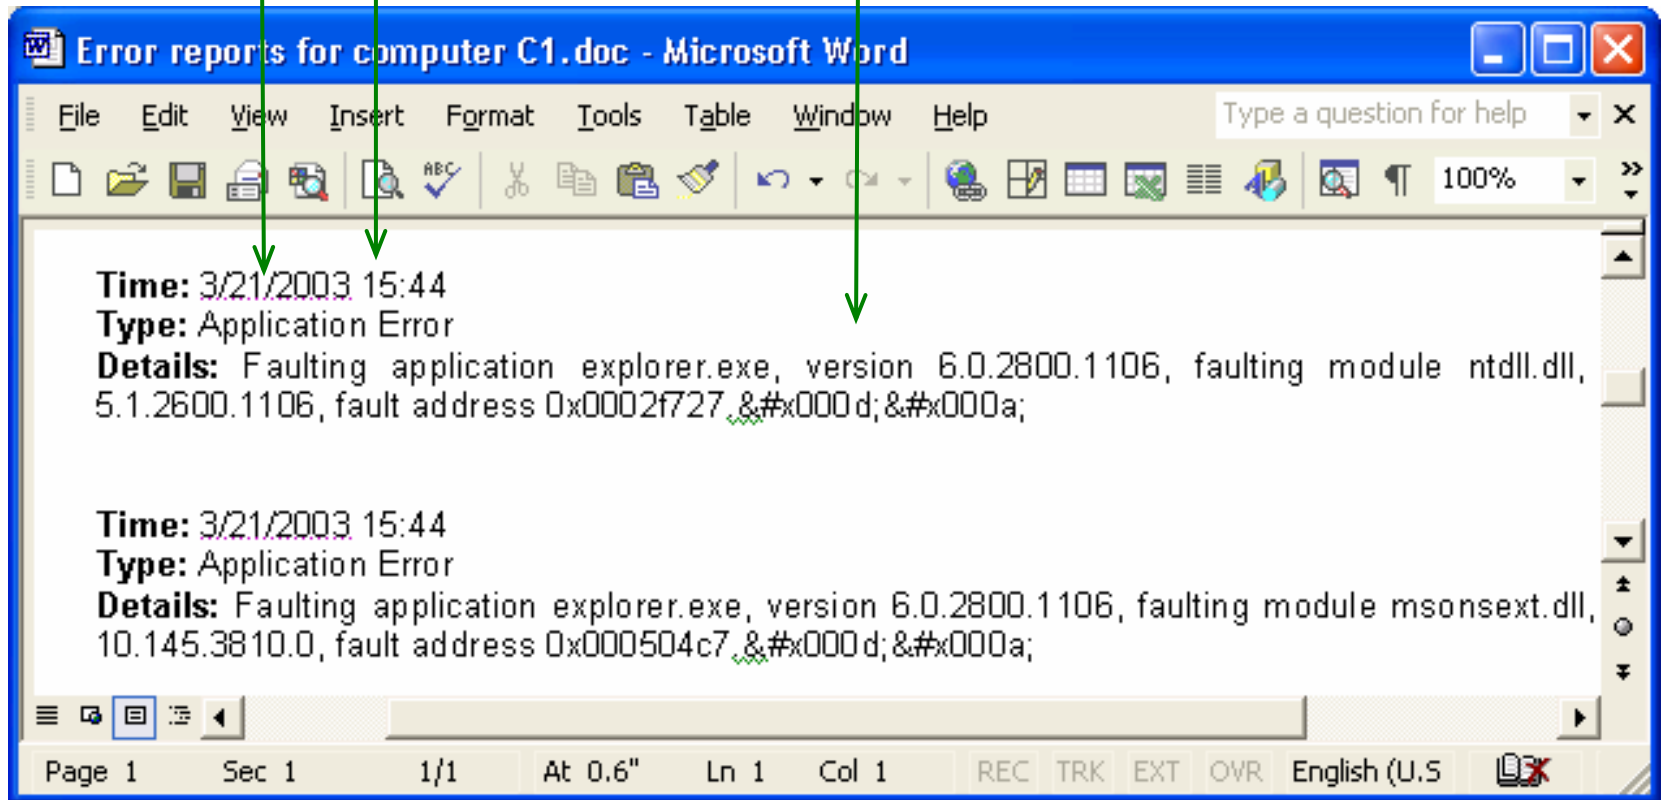 Error reports for computer C1.doc - Microsoft Word
File Edit View Insert Format Tools Table Window Help Type a question for help
ABC 100%
Time: 3/21/2003 15:44
Type: Application Error
Details: Faulting application explorer.exe, version 6.0.2800.1106, faulting module ntdll.dll,
5.1.2600.1106, fault address 0x0002f727.&#x000d;&#x000a;
Time: 3/21/2003 15:44
Type: Application Error
Details: Faulting application explorer.exe, version 6.0.2800.1106, faulting module msonsext.dll,
10.145.3810.0, fault address 0x000504c7.&#x000d;&#x000a;
Page 1 Sec 1 1/1 At 0.6" Ln 1 Col 1 REC TRK EXT OVR English (U.S